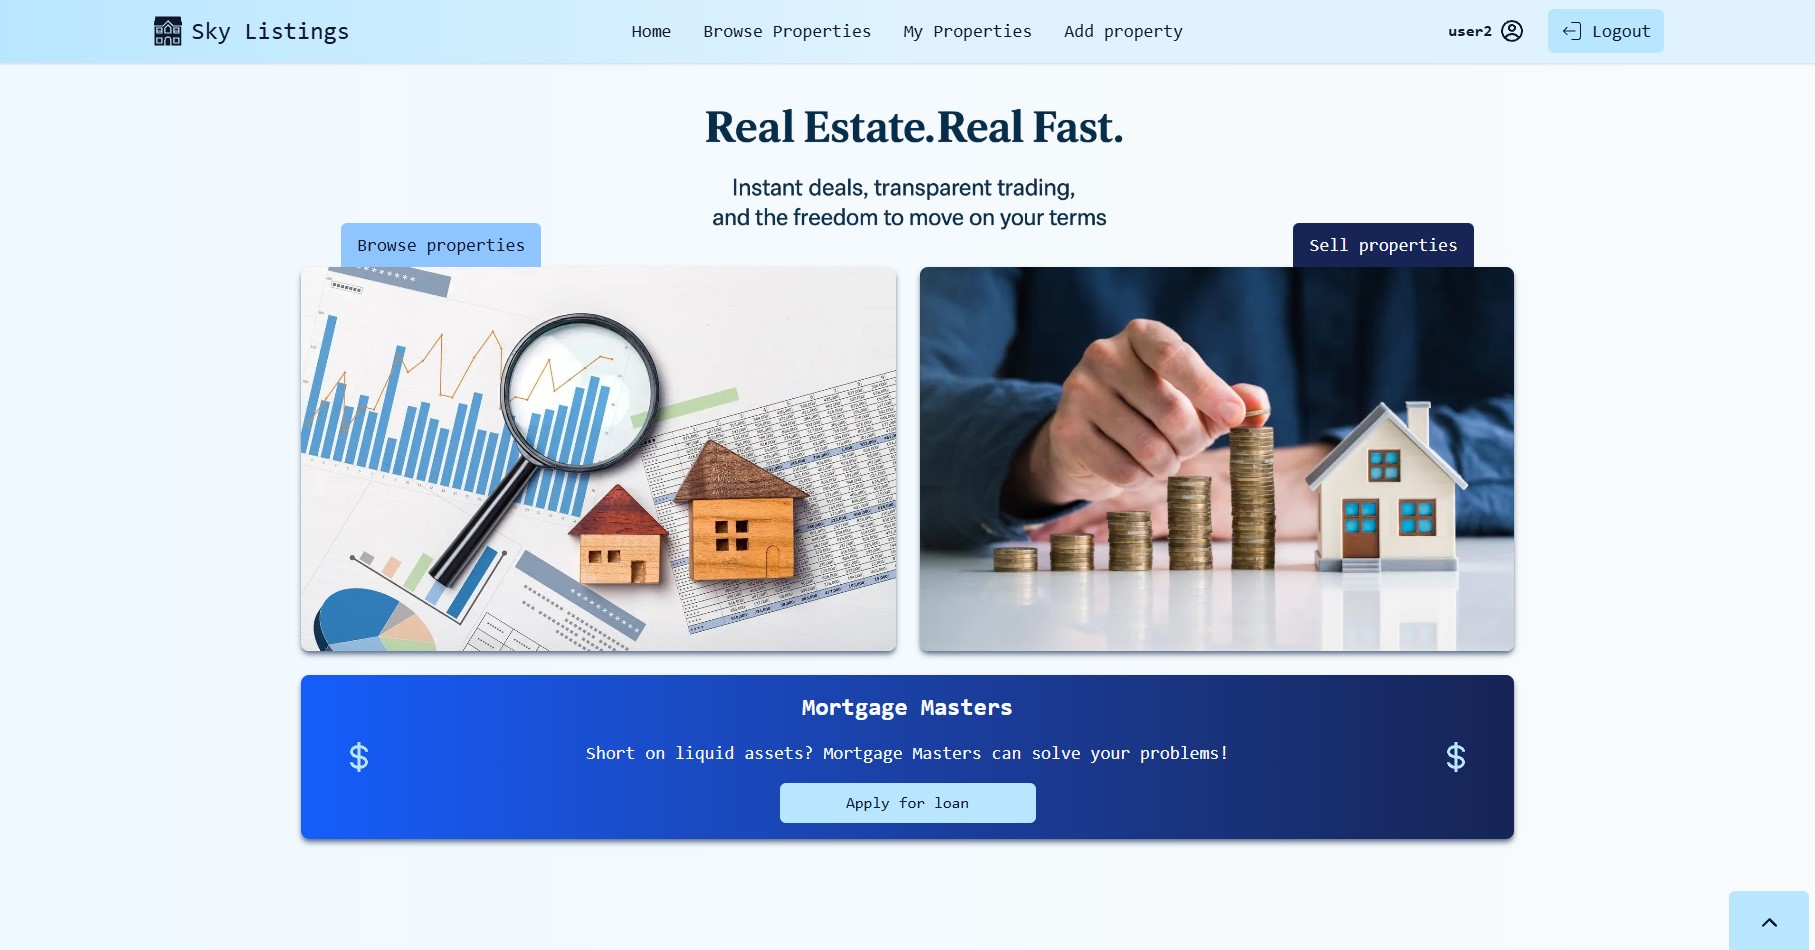 Sky Listings
Home
Browse Properties
My Properties
Add property
user2
Logout
Real Estate.Real Fast.
Instant deals, transparent trading,
and the freedom to move on your terms
Browse properties
Sell properties
Mortgage Masters
$
Short on liquid assets? Mortgage Masters can solve your problems!
$
Apply for loan